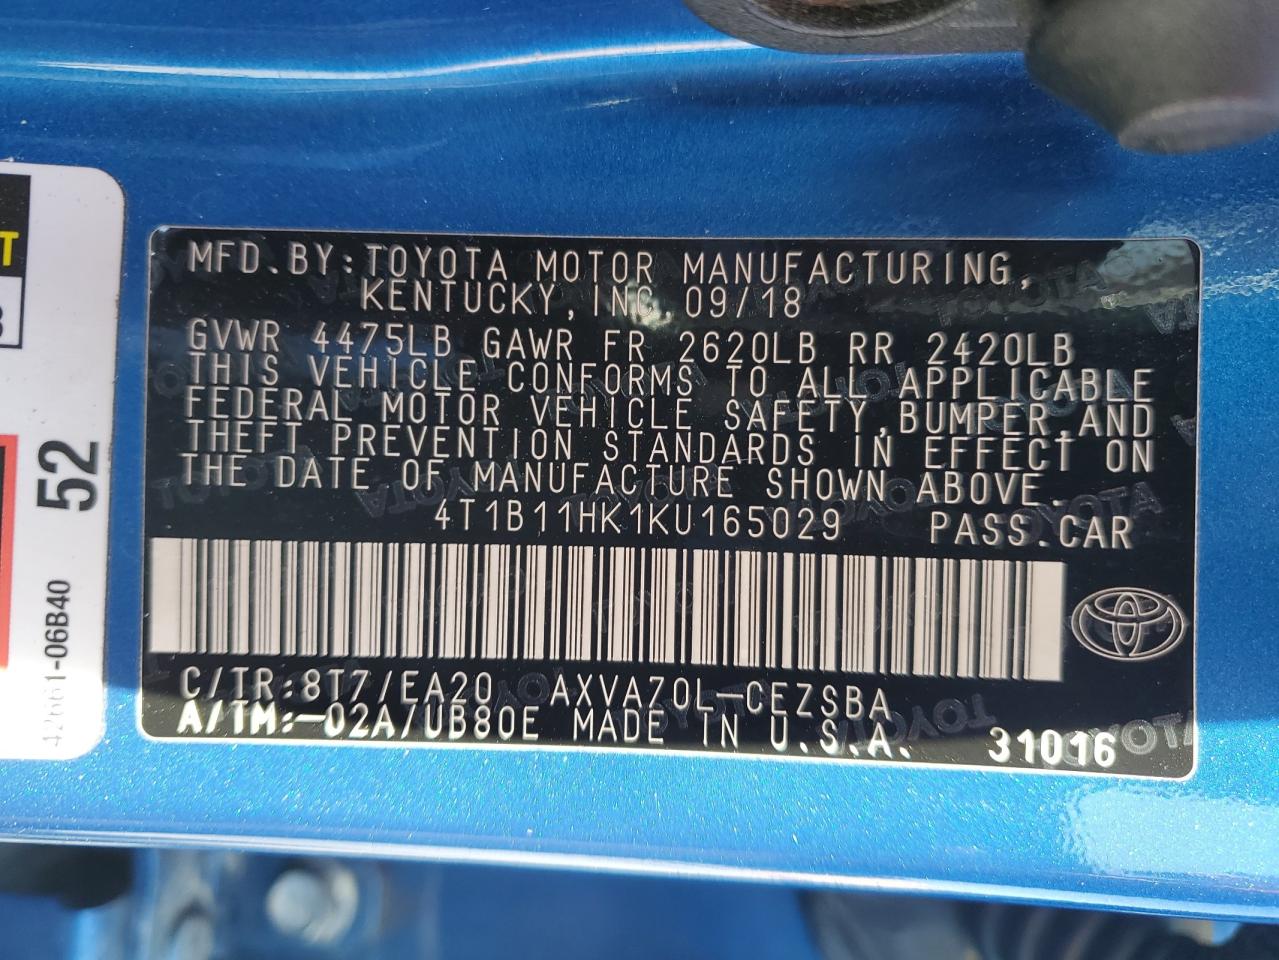 MFD.BY:TOYOTA MOTOR MANUFACTURING,
KENTUCKY,INC. 09/18
GVWR 4475LB GAWR FR 2620LB RR 2420LB
THIS VEHICLE CONFORMS TO ALL APPLICABLE
FEDERAL MOTOR VEHICLE SAFETY,BUMPER,AND
THEFT PREVENTION STANDARDS IN EFFECT ON
THE DATE OF MANUFACTURE SHOWN ABOVE.
4T1B11HK1KU165029 PASS.CAR
C/TR:8T7/EA20 AXVA70L-CEZSBA
A/TM:-02A/UB80E MADE IN U.S.A. 31016
52
42661-06B40